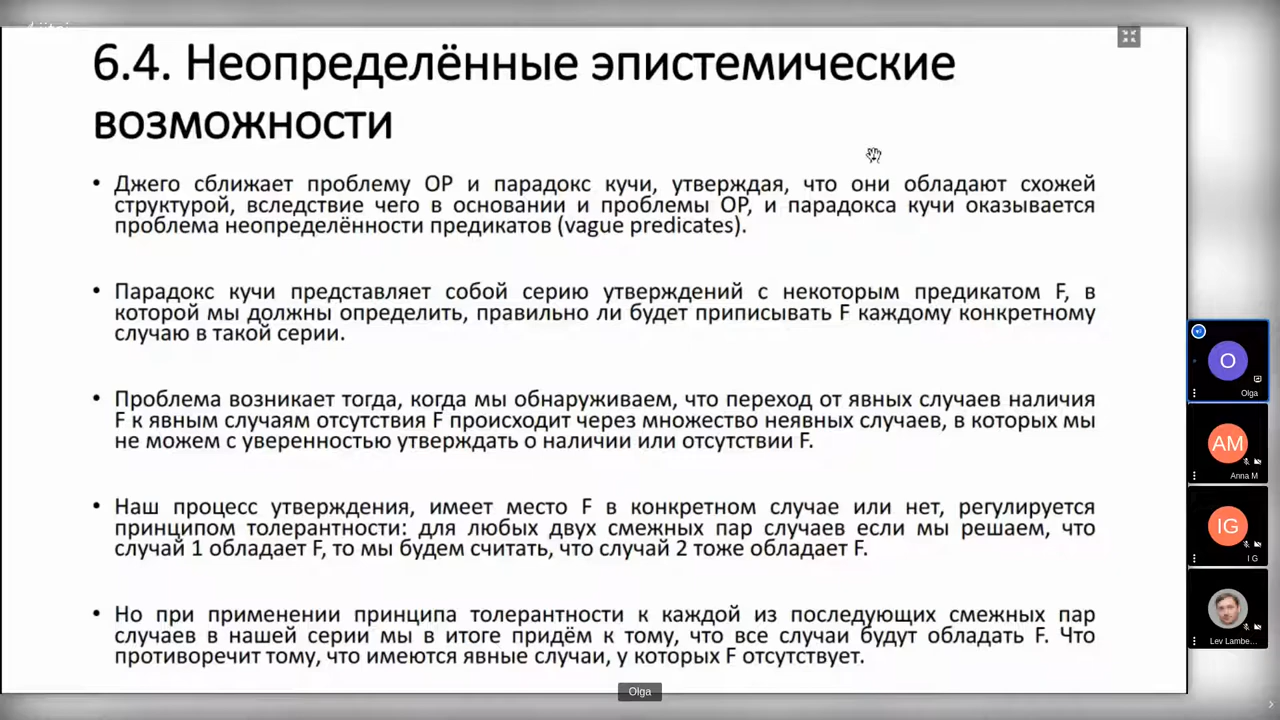 6.4. Неопределённые эпистемические
возможности
• Джего сближает проблему ОР и парадокс кучи, утверждая, что они обладают схожей
структурой, вследствие чего в основании и проблемы ОР, и парадокса кучи оказывается
проблема неопределённости предикатов (vague predicates).
• Парадокс кучи представляет собой серию утверждений с некоторым предикатом F, в
которой мы должны определить, правильно ли будет приписывать F каждому конкретному
случаю в такой серии.
• Проблема возникает тогда, когда мы обнаруживаем, что переход от явных случаев наличия
F к явным случаям отсутствия F происходит через множество неявных случаев, в которых мы
не можем с уверенностью утверждать о наличии или отсутствии F.
• Наш процесс утверждения, имеет место F в конкретном случае или нет, регулируется
принципом толерантности: для любых двух смежных пар случаев если мы решаем, что
случай 1 обладает F, то мы будем считать, что случай 2 тоже обладает F.
• Но при применении принципа толерантности к каждой из последующих смежных пар
случаев в нашей серии мы в итоге придём к тому, что все случаи будут обладать F. Что
противоречит тому, что имеются явные случаи, у которых F отсутствует.
O
Olga
AM
Anna M
IG
I G
Lev Lambe...
Olga